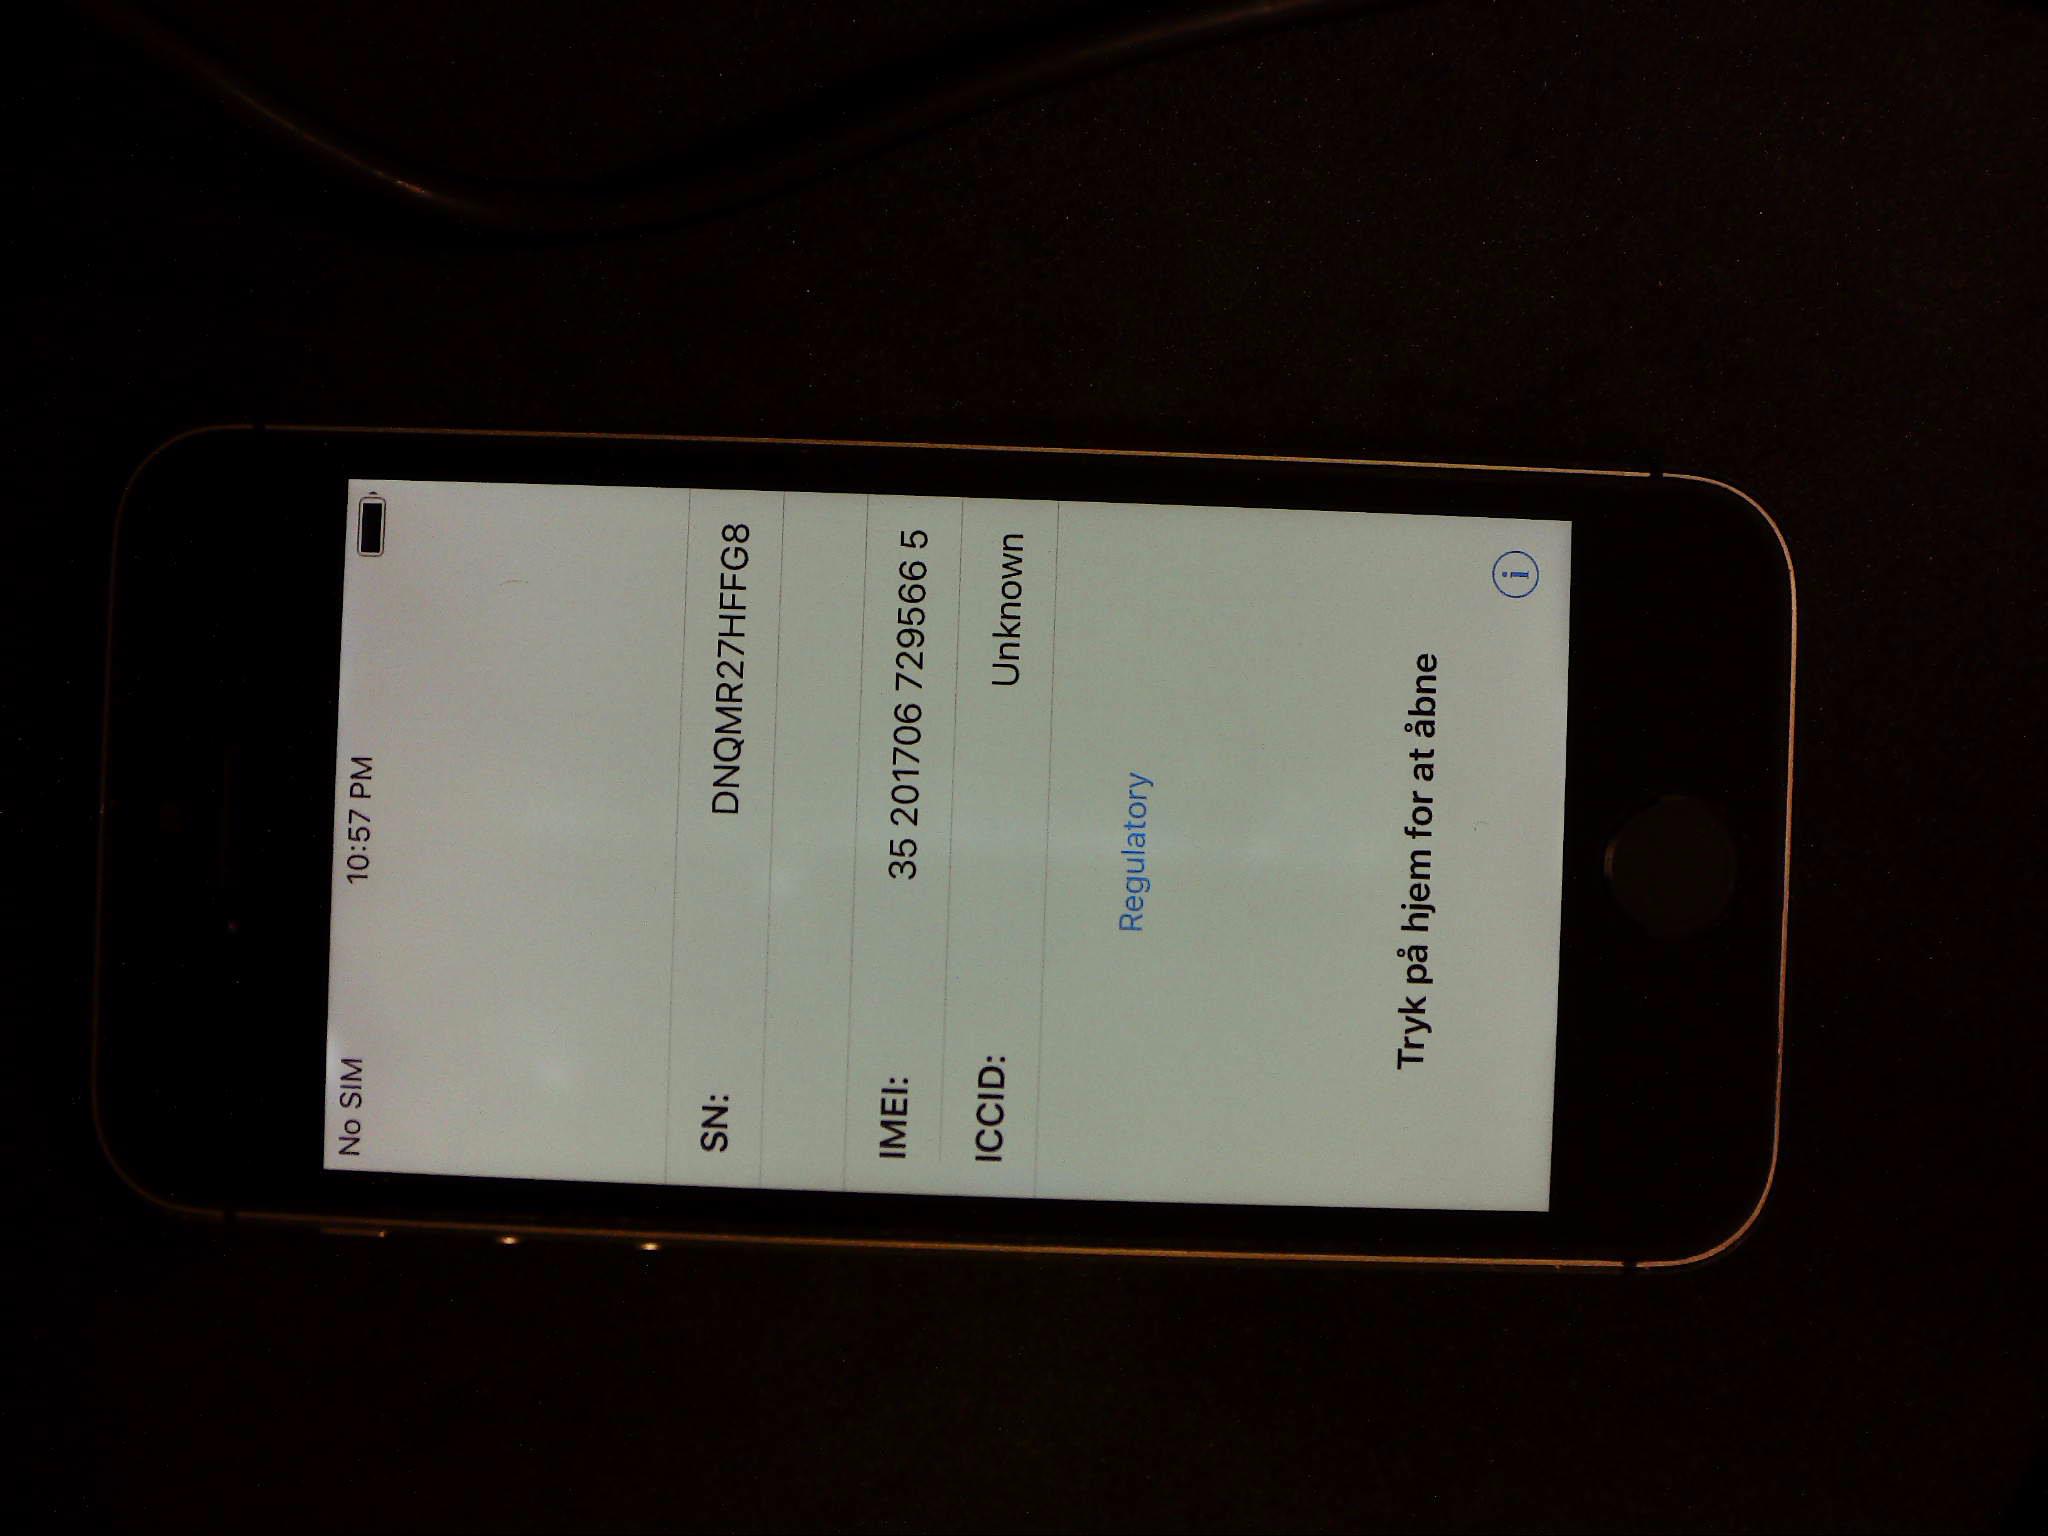 No SIM 10:57 PM
SN: DNQMR27HFFG8
IMEI: 35 201706 729566 5
ICCID: Unknown
Regulatory
Tryk på hjem for at åbne
i